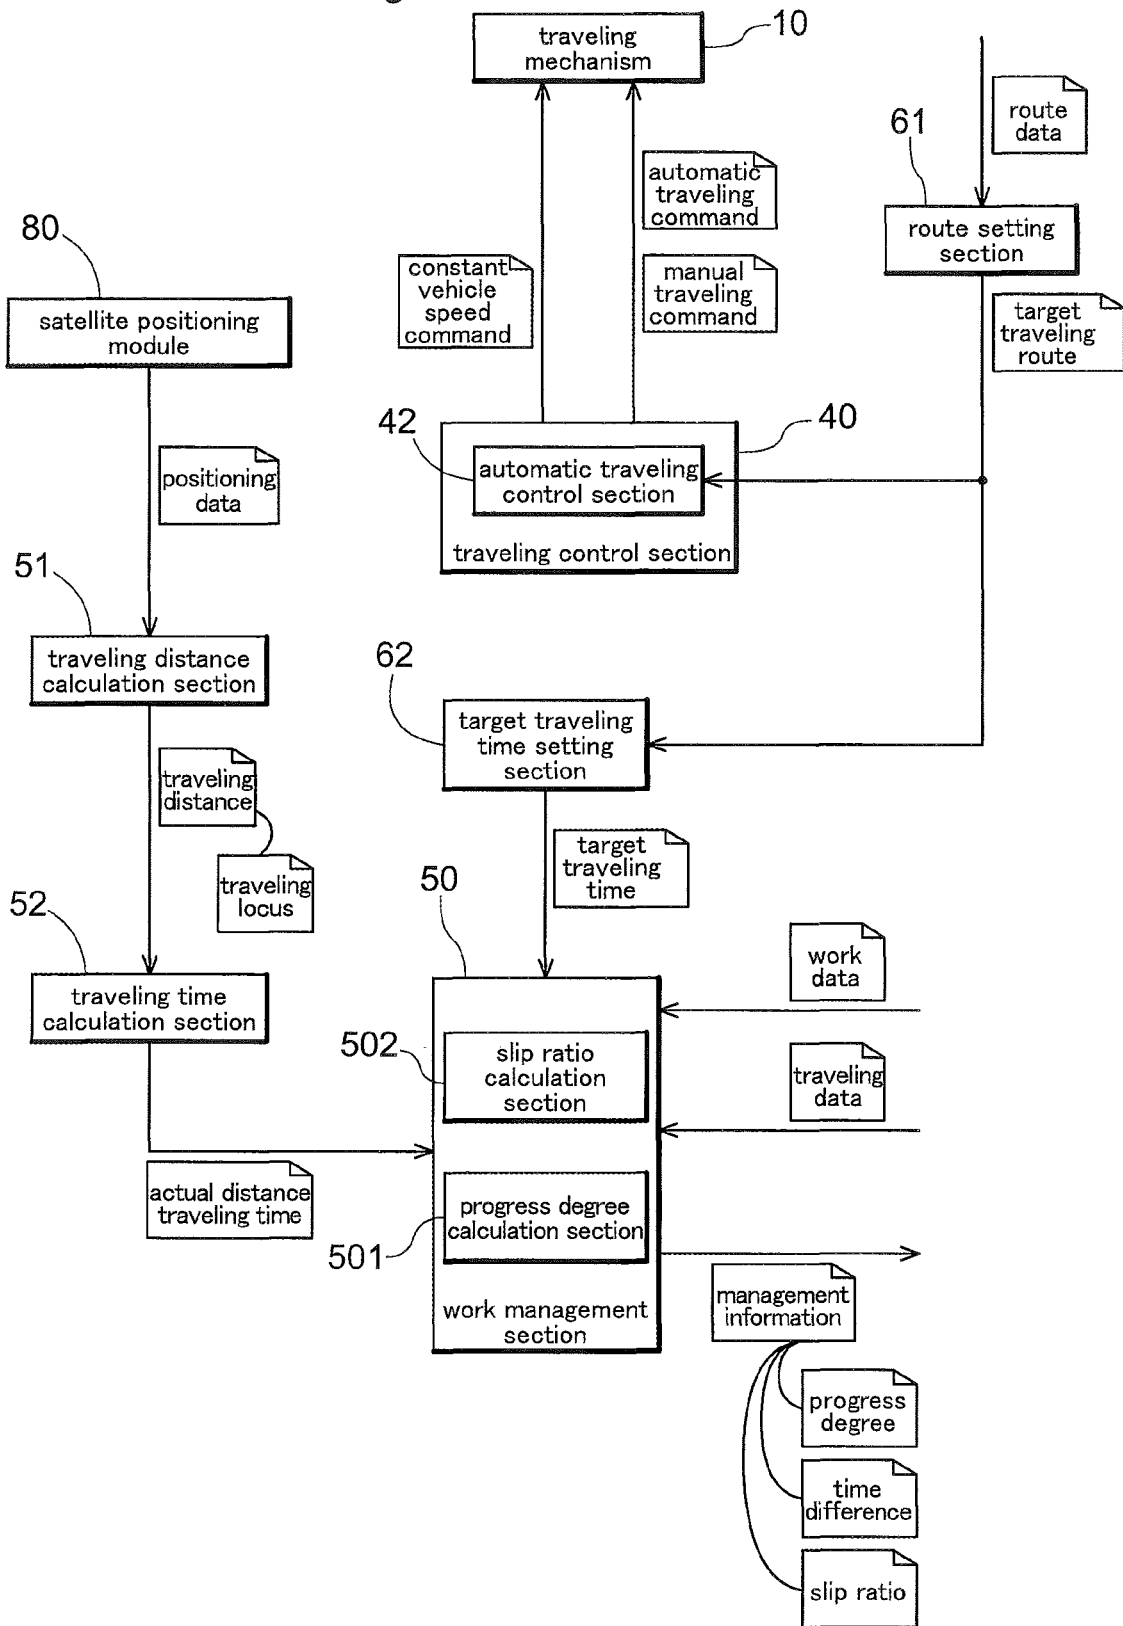 traveling
mechanism
10
route
data
61
automatic
traveling
command
route setting
section
80
constant
vehicle
speed
command
manual
traveling
command
target
traveling
route
satellite positioning
module
42
40
automatic traveling
control section
positioning
data
traveling control section
51
traveling distance
calculation section
62
target traveling
time setting
section
traveling
distance
target
traveling
time
traveling
locus
52
50
work
data
traveling time
calculation section
502
slip ratio
calculation
section
traveling
data
actual distance
traveling time
progress degree
calculation section
501
management
information
work management
section
progress
degree
time
difference
slip ratio